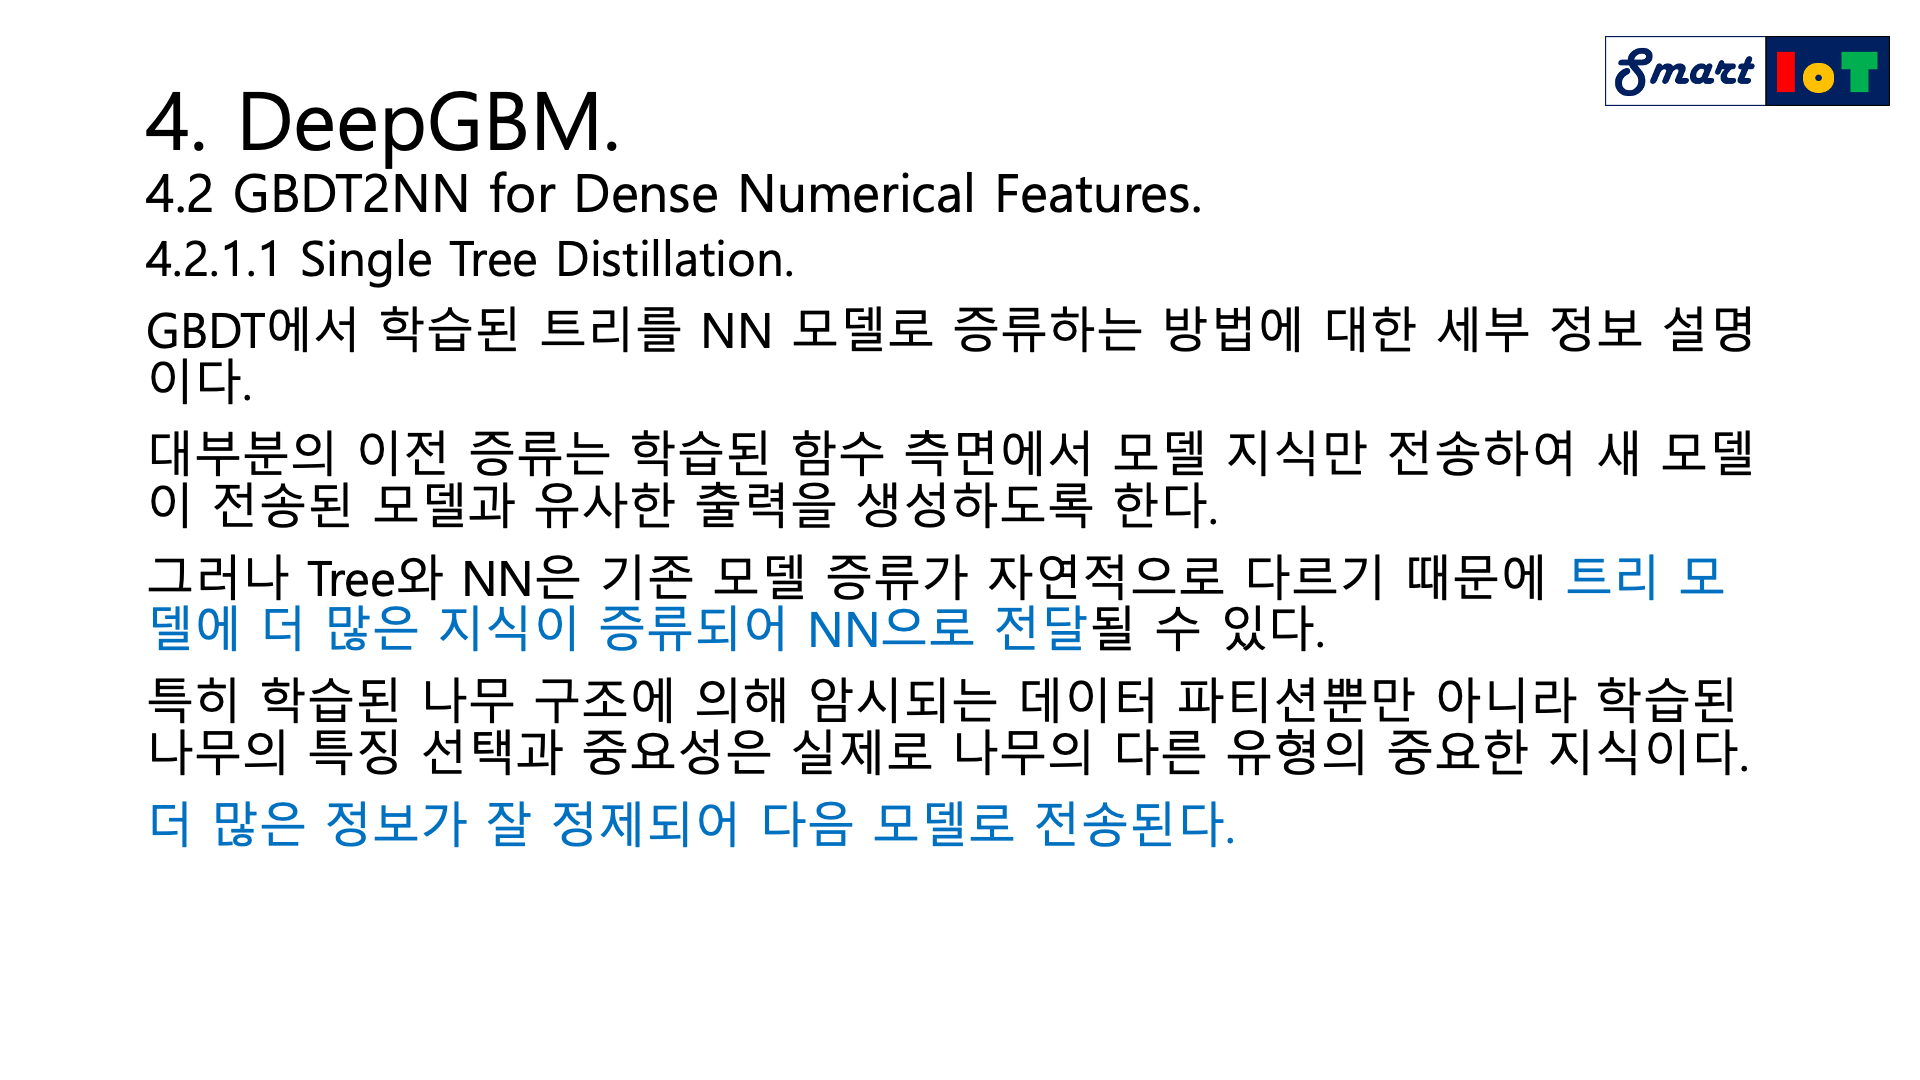 Smart IoT
4. DeepGBM.
4.2 GBDT2NN for Dense Numerical Features.
4.2.1.1 Single Tree Distillation.
GBDT에서 학습된 트리를 NN 모델로 증류하는 방법에 대한 세부 정보 설명
이다.
대부분의 이전 증류는 학습된 함수 측면에서 모델 지식만 전송하여 새 모델
이 전송된 모델과 유사한 출력을 생성하도록 한다.
그러나 Tree와 NN은 기존 모델 증류가 자연적으로 다르기 때문에 트리 모
델에 더 많은 지식이 증류되어 NN으로 전달될 수 있다.
특히 학습된 나무 구조에 의해 암시되는 데이터 파티션뿐만 아니라 학습된
나무의 특징 선택과 중요성은 실제로 나무의 다른 유형의 중요한 지식이다.
더 많은 정보가 잘 정제되어 다음 모델로 전송된다.